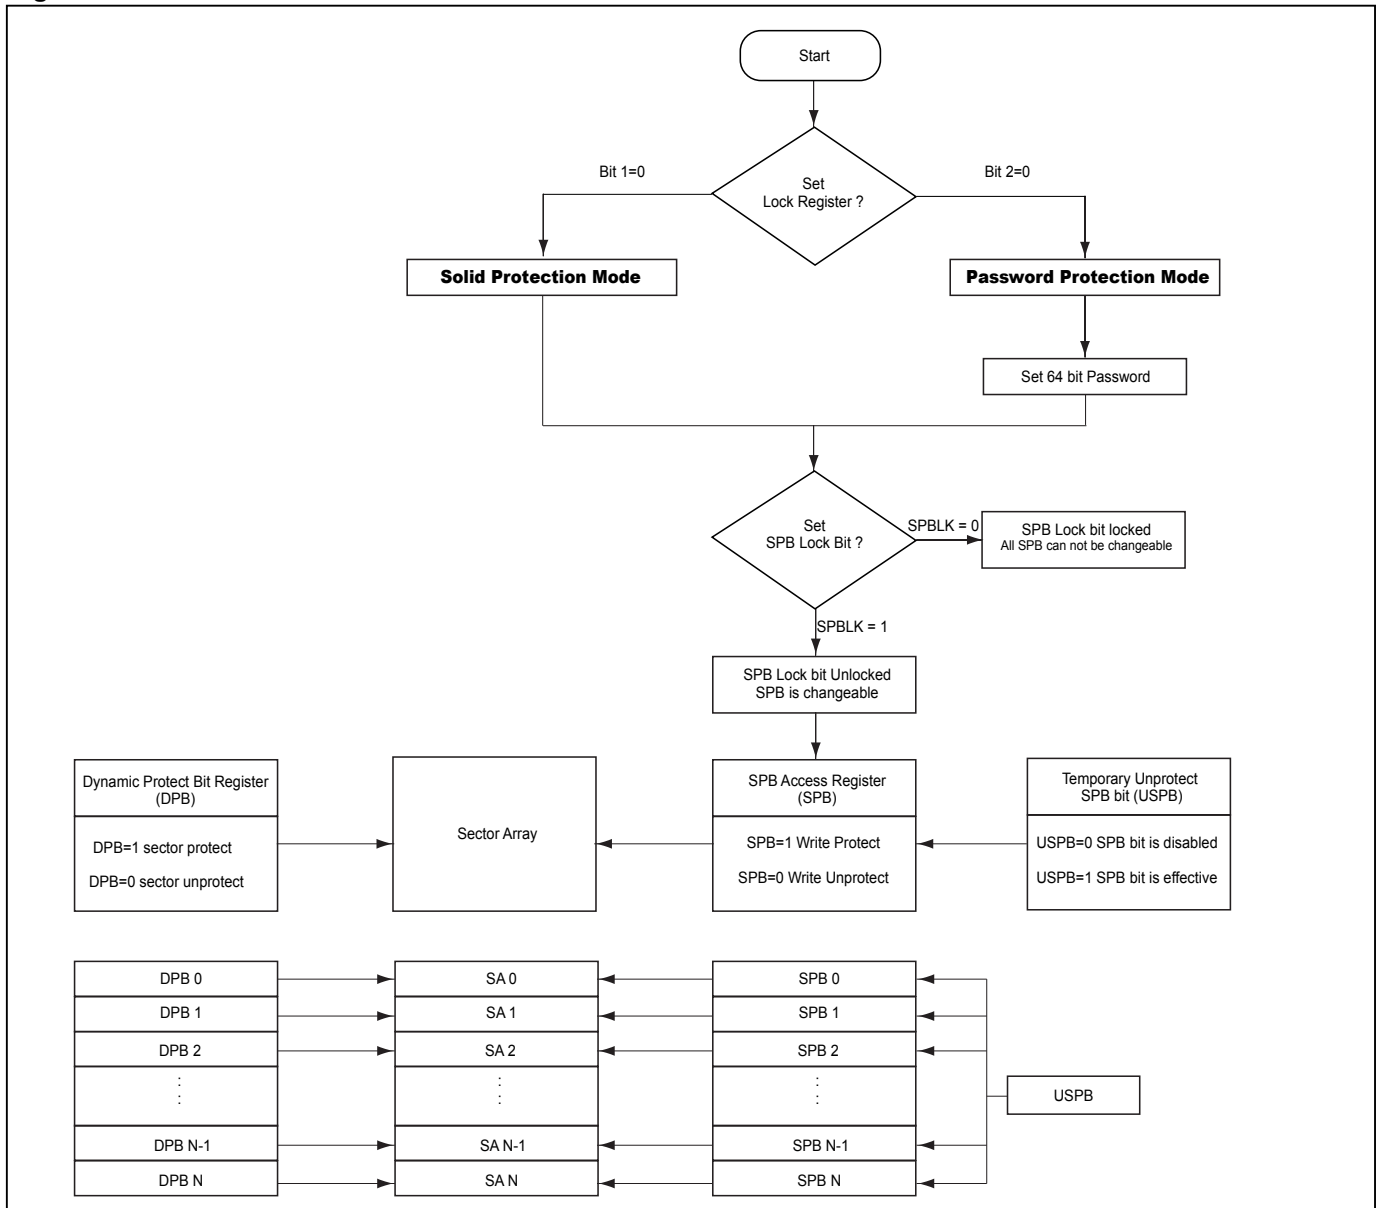 Start
Bit 1=0
Bit 2=0
Set
Lock Register ?
Solid Protection Mode
Password Protection Mode
Set 64 bit Password
Set
SPB Lock Bit ?
SPBLK = 0
SPB Lock bit locked
All SPB can not be changeable
SPBLK = 1
SPB Lock bit Unlocked
SPB is changeable
Dynamic Protect Bit Register
(DPB)
DPB=1 sector protect
DPB=0 sector unprotect
Sector Array
SPB Access Register
(SPB)
SPB=1 Write Protect
SPB=0 Write Unprotect
Temporary Unprotect
SPB bit (USPB)
USPB=0 SPB bit is disabled
USPB=1 SPB bit is effective
DPB 0
SA 0
SPB 0
DPB 1
SA 1
SPB 1
DPB 2
SA 2
SPB 2
:
:
:
:
:
:
USPB
DPB N-1
SA N-1
SPB N-1
DPB N
SA N
SPB N